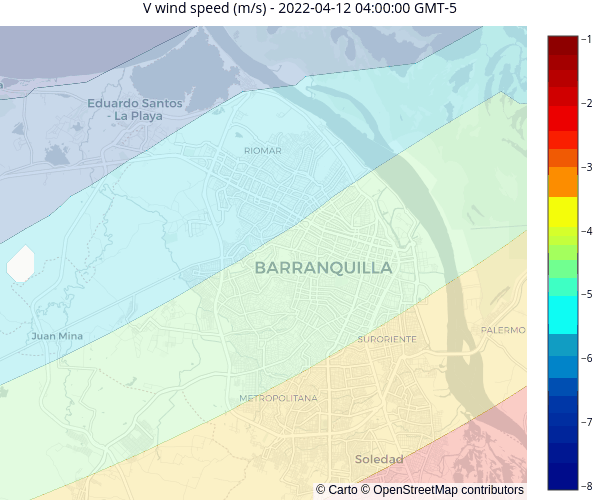 V wind speed (m/s) - 2022-04-12 04:00:00 GMT-5
Eduardo Santos
- La Playa
RIOMAR
BARRANQUILLA
Juan Mina
SURORIENTE
PALERMO
METROPOLITANA
Soledad
© Carto © OpenStreetMap contributors
−1
−2
−3
−4
−5
−6
−7
−8